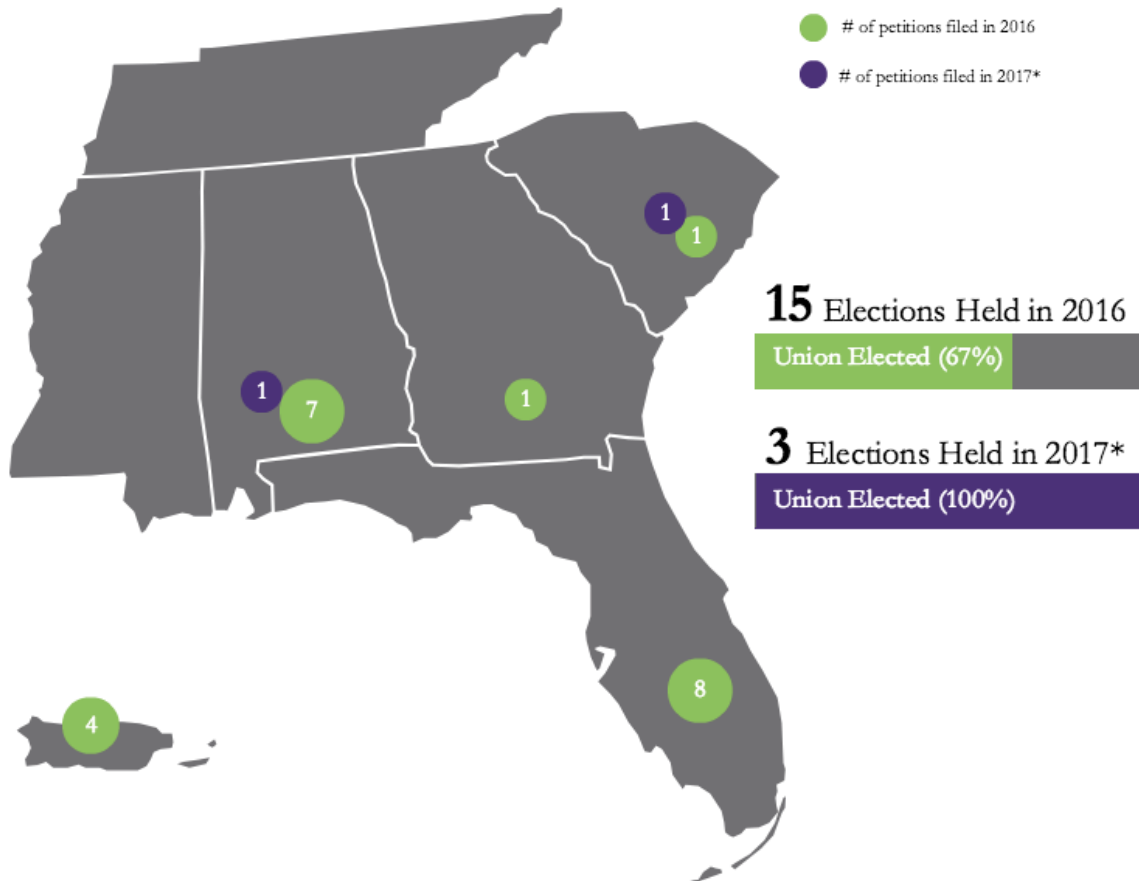 # of petitions filed in 2016
# of petitions filed in 2017*
1
1
15 Elections Held in 2016
Union Elected (67%)
1
7
1
3 Elections Held in 2017*
Union Elected (100%)
8
4